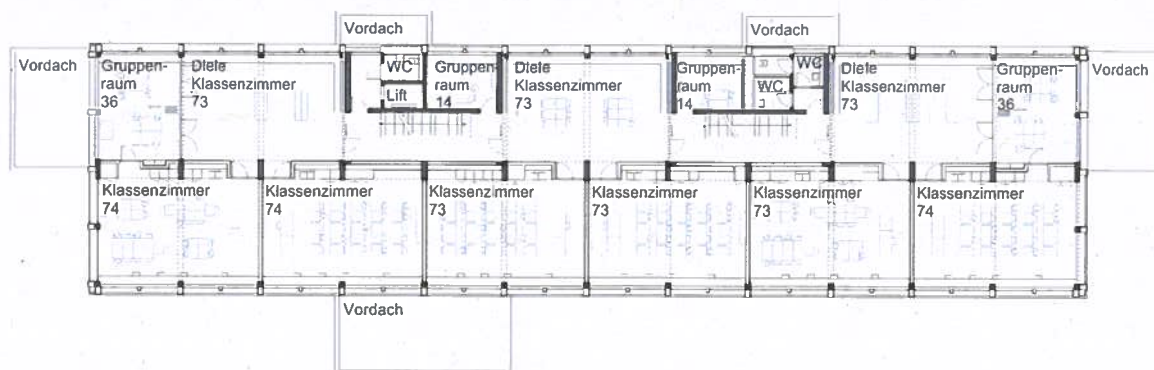 Vordach
Vordach
Vordach
Gruppen-
raum
36
Diele
Klassenzimmer
73
WC
Lift
Gruppen-
raum
14
Diele
Klassenzimmer
73
Gruppen-
raum
14
WC
WC
Diele
Klassenzimmer
73
Gruppen-
raum
36
Vordach
Klassenzimmer
74
Klassenzimmer
74
Klassenzimmer
73
Klassenzimmer
73
Klassenzimmer
73
Klassenzimmer
74
Vordach